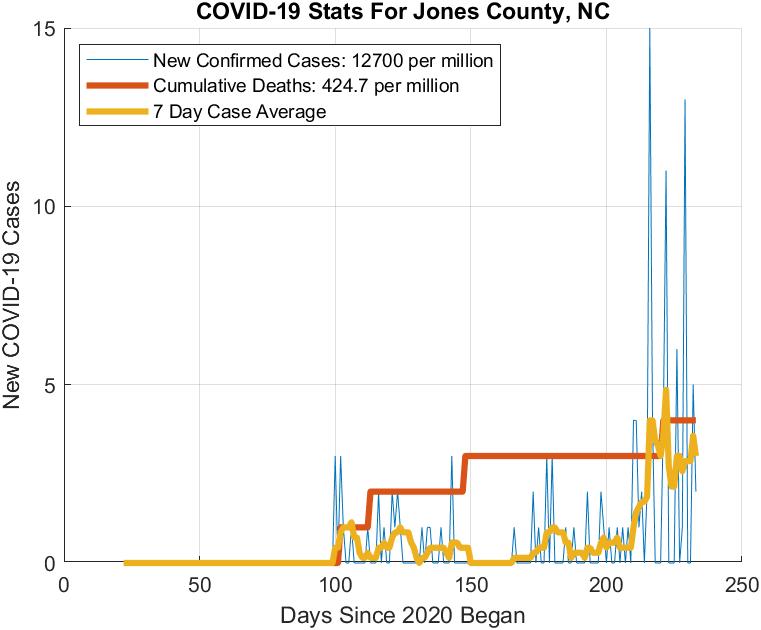 COVID-19 Stats For Jones County, NC
New Confirmed Cases: 12700 per million
Cumulative Deaths: 424.7 per million
7 Day Case Average
New COVID-19 Cases
15
10
5
0
0 50 100 150 200 250
Days Since 2020 Began